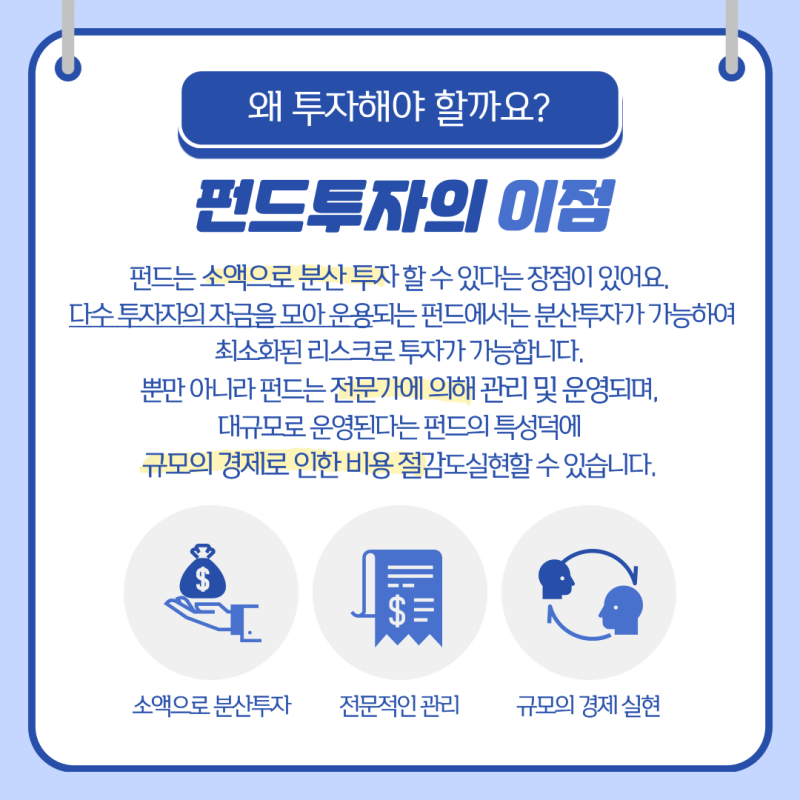 왜 투자해야 할까요?
펀드투자의 이점
펀드는 소액으로 분산 투자 할 수 있다는 장점이 있어요.
다수 투자자의 자금을 모아 운용되는 펀드에서는 분산투자가 가능하여
최소화된 리스크로 투자가 가능합니다.
뿐만 아니라 펀드는 전문가에 의해 관리 및 운영되며,
대규모로 운영된다는 펀드의 특성덕에
규모의 경제로 인한 비용 절감도실현할 수 있습니다.
$
$
소액으로 분산투자
전문적인 관리
규모의 경제 실현